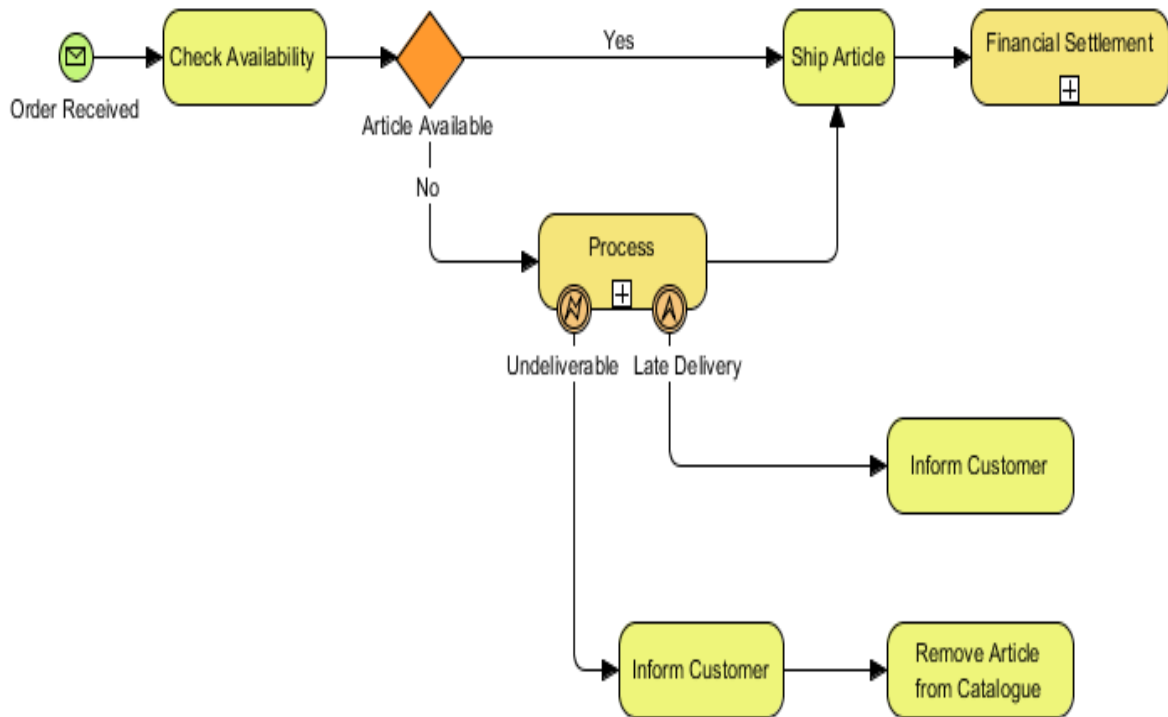 Order Received
Check Availability
Article Available
Yes
No
Ship Article
Financial Settlement
Process
Undeliverable
Late Delivery
Inform Customer
Inform Customer
Remove Article
from Catalogue